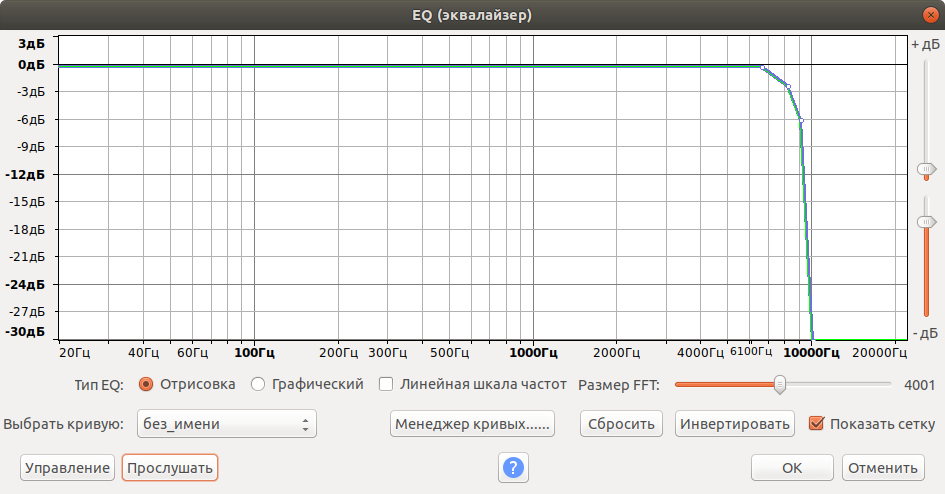 EQ (эквалайзер)
3дБ
0дБ
-3дБ
-6дБ
-9дБ
-12дБ
-15дБ
-18дБ
-21дБ
-24дБ
-27дБ
-30дБ
+ дБ
- дБ
20Гц 40Гц 60Гц 100Гц 200Гц 300Гц 500Гц 1000Гц 2000Гц 4000Гц 6100Гц 10000Гц 20000Гц
Тип EQ: Отрисовка Графический Линейная шкала частот Размер FFT: 4001
Выбрать кривую: без_имени Менеджер кривых...... Сбросить Инвертировать Показать сетку
Управление Прослушать ? OK Отменить